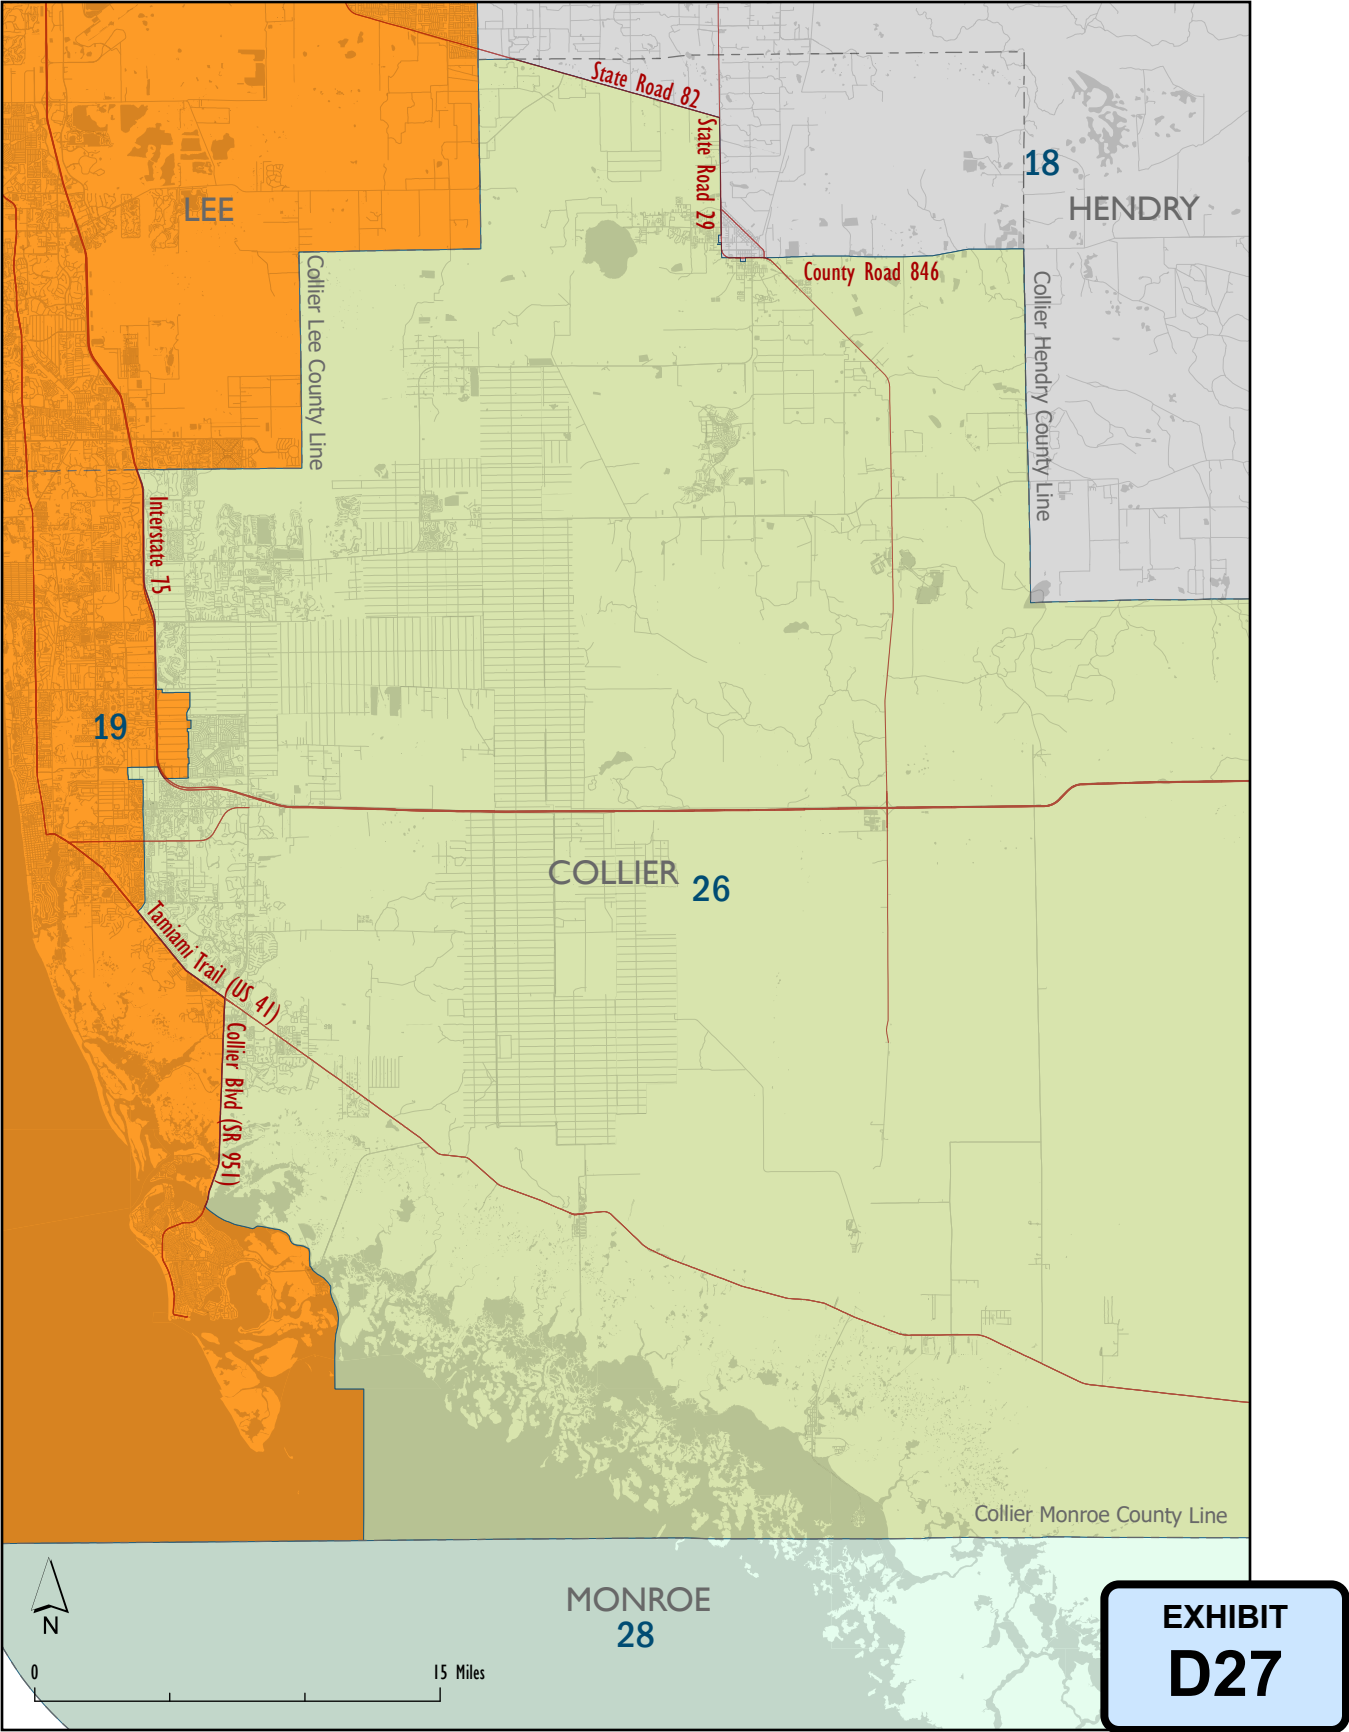 State Road 82
State Road 29
18
LEE
HENDRY
Collier Lee County Line
County Road 846
Collier Hendry County Line
Interstate 75
19
COLLIER
26
Tamiami Trail (US 41)
Collier Blvd (SR 951)
Collier Monroe County Line
MONROE
28
N
0
15 Miles
EXHIBIT
D27